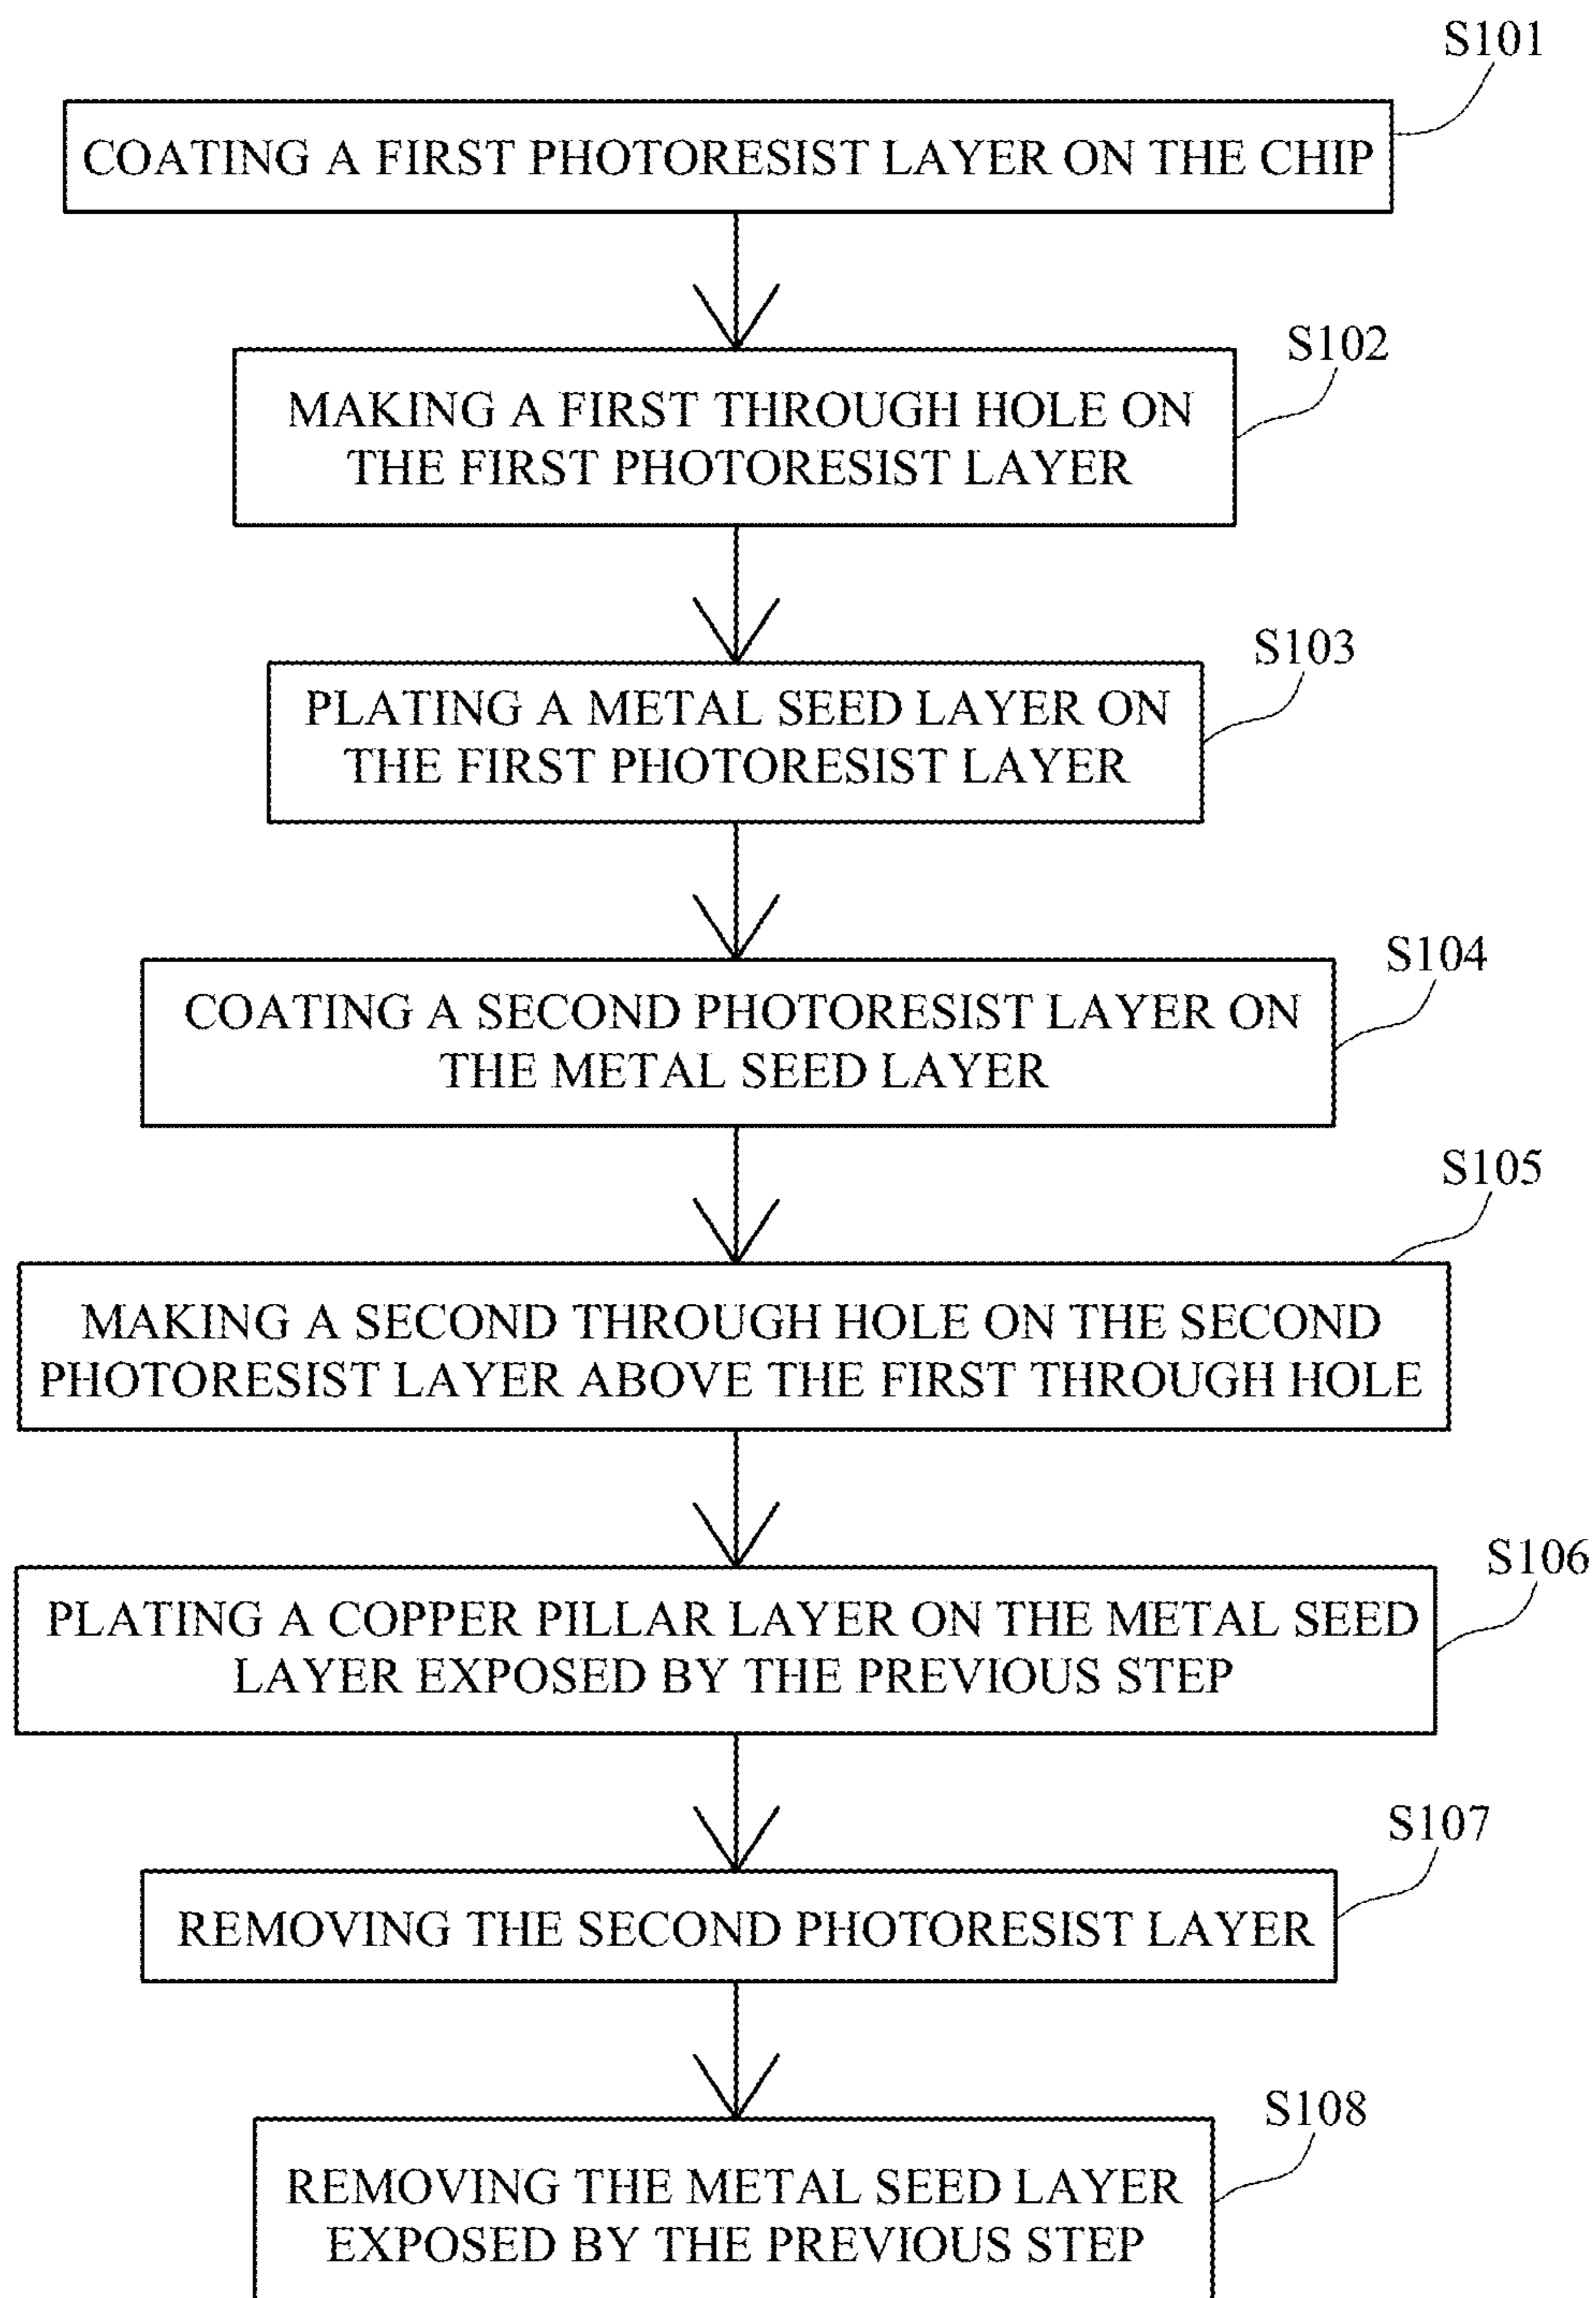 S101
COATING A FIRST PHOTORESIST LAYER ON THE CHIP
S102
MAKING A FIRST THROUGH HOLE ON
THE FIRST PHOTORESIST LAYER
S103
PLATING A METAL SEED LAYER ON
THE FIRST PHOTORESIST LAYER
S104
COATING A SECOND PHOTORESIST LAYER ON
THE METAL SEED LAYER
S105
MAKING A SECOND THROUGH HOLE ON THE SECOND
PHOTORESIST LAYER ABOVE THE FIRST THROUGH HOLE
S106
PLATING A COPPER PILLAR LAYER ON THE METAL SEED
LAYER EXPOSED BY THE PREVIOUS STEP
S107
REMOVING THE SECOND PHOTORESIST LAYER
S108
REMOVING THE METAL SEED LAYER
EXPOSED BY THE PREVIOUS STEP